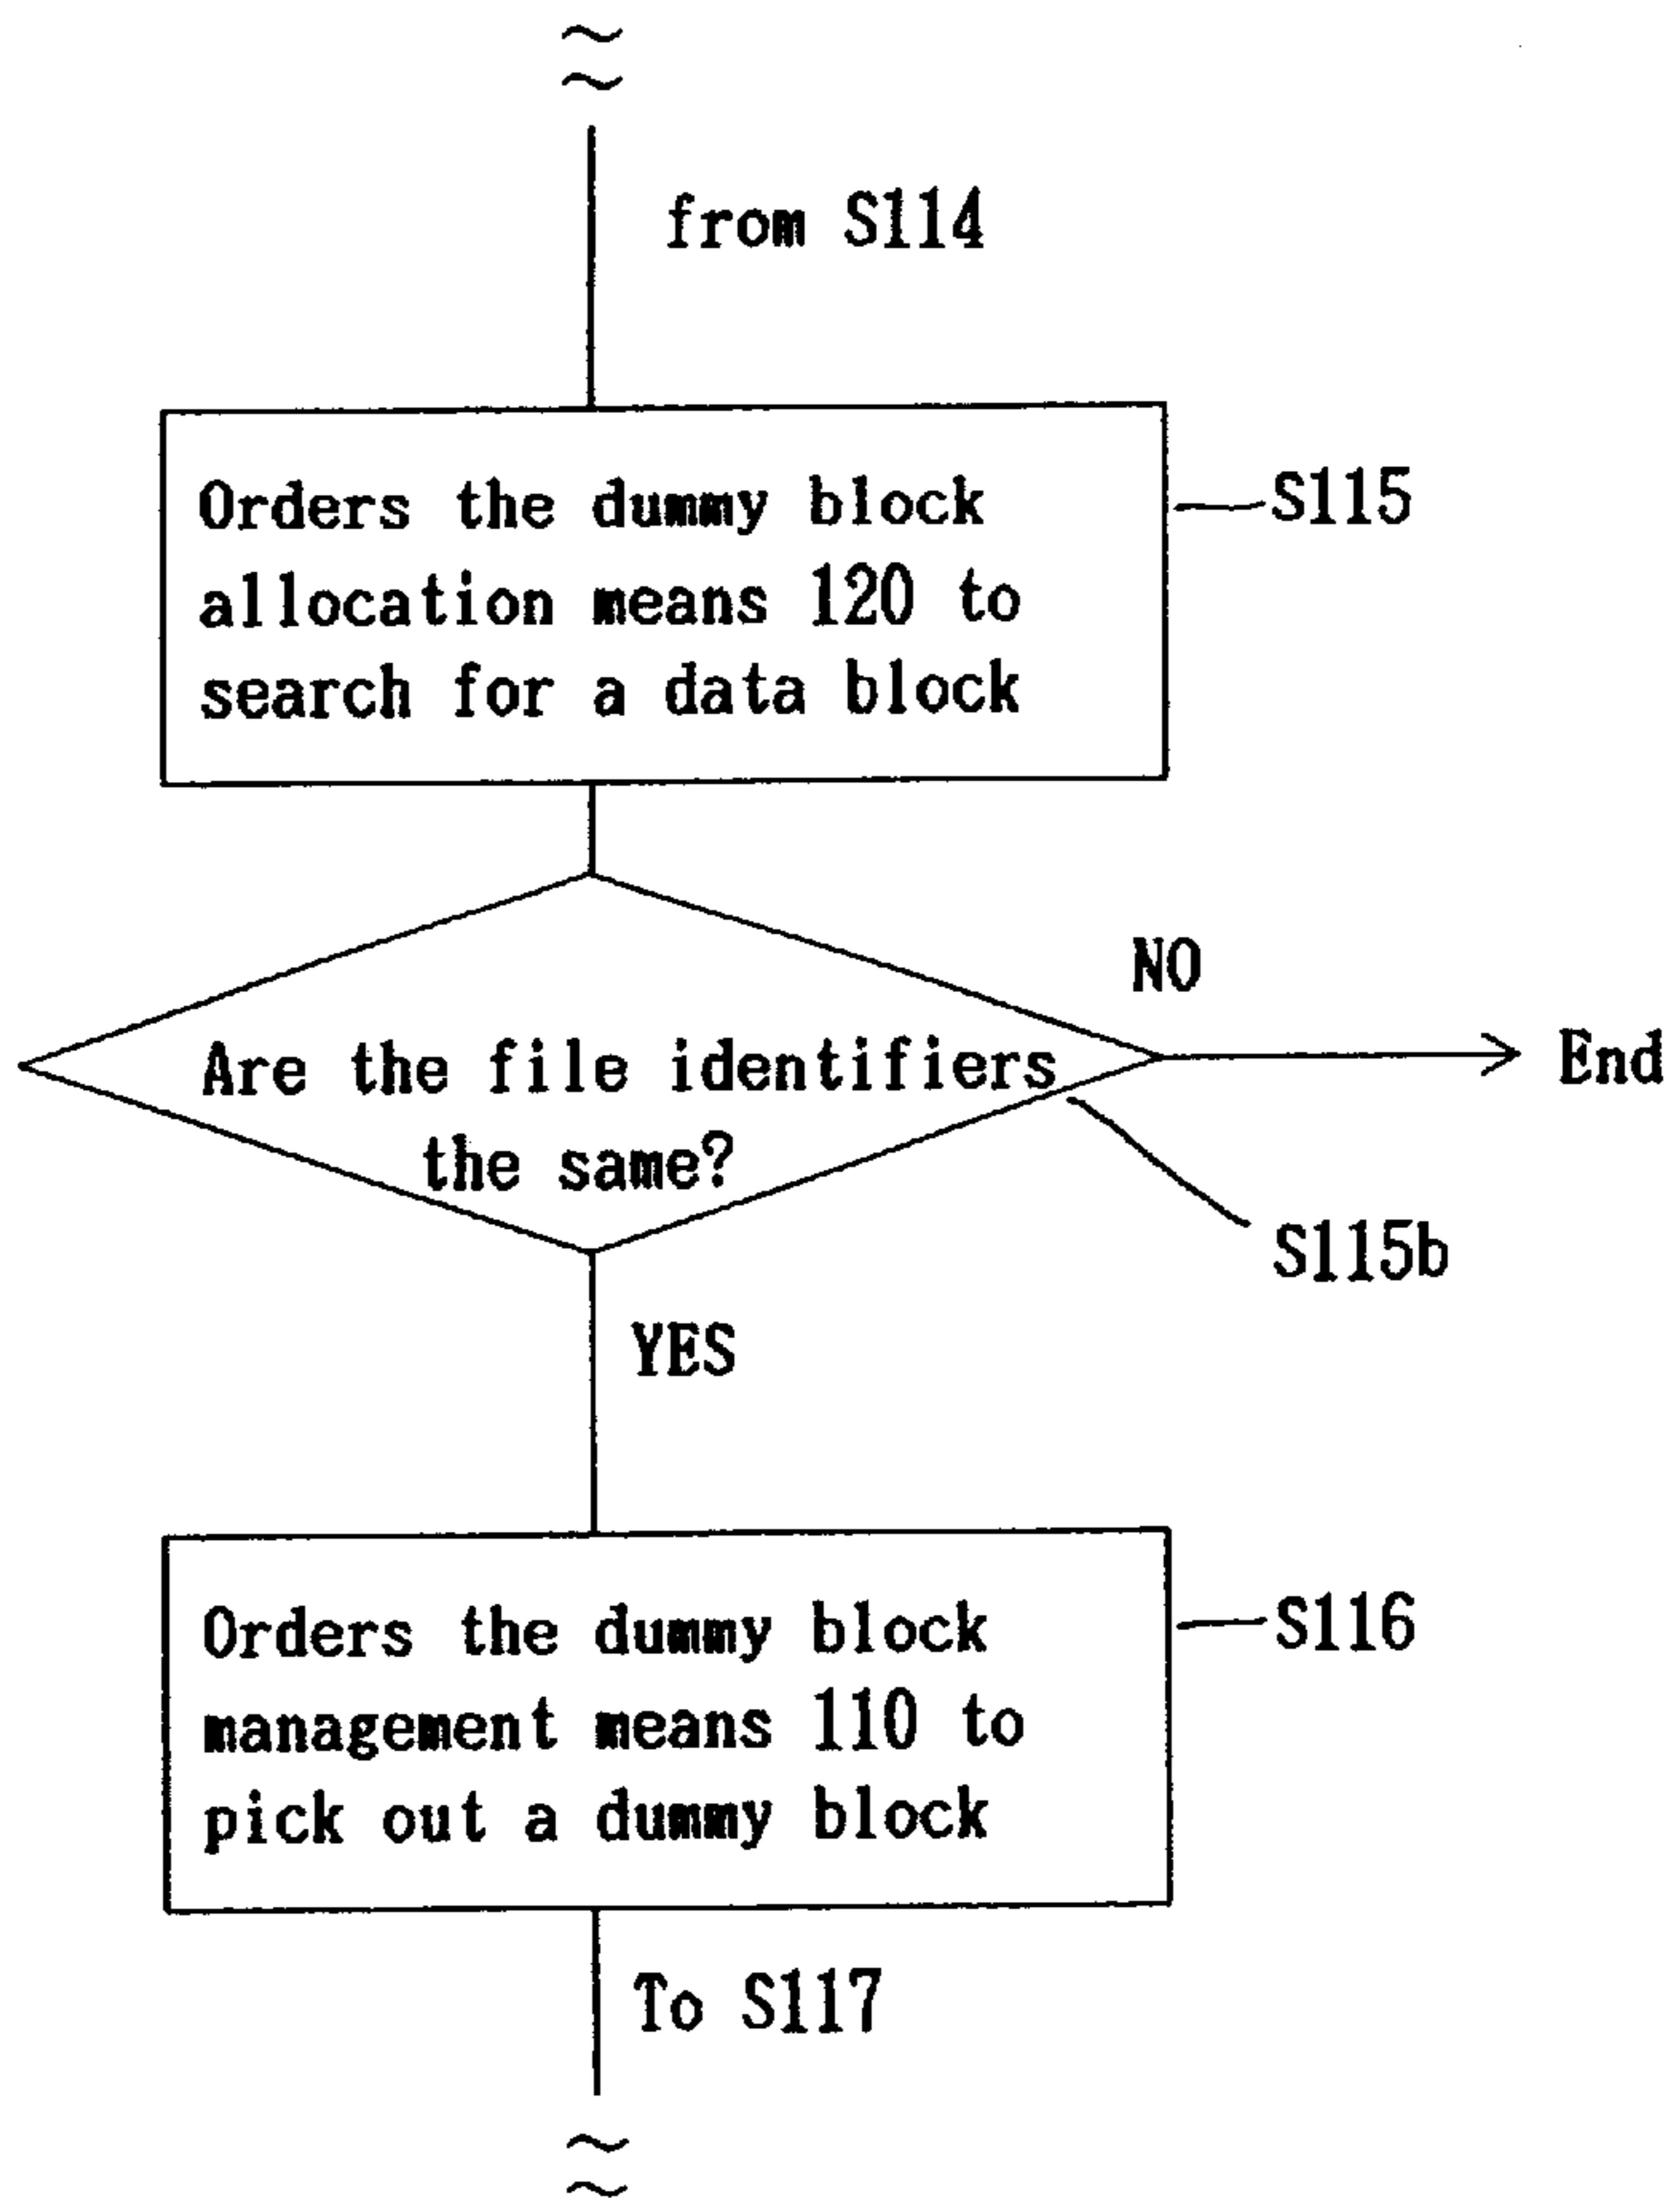 from S114
Orders the dummy block
allocation means 120 to
search for a data block
S115
NO
Are the file identifiers
the same?
End
S115b
YES
Orders the dummy block
management means 110 to
pick out a dummy block
S116
To S117